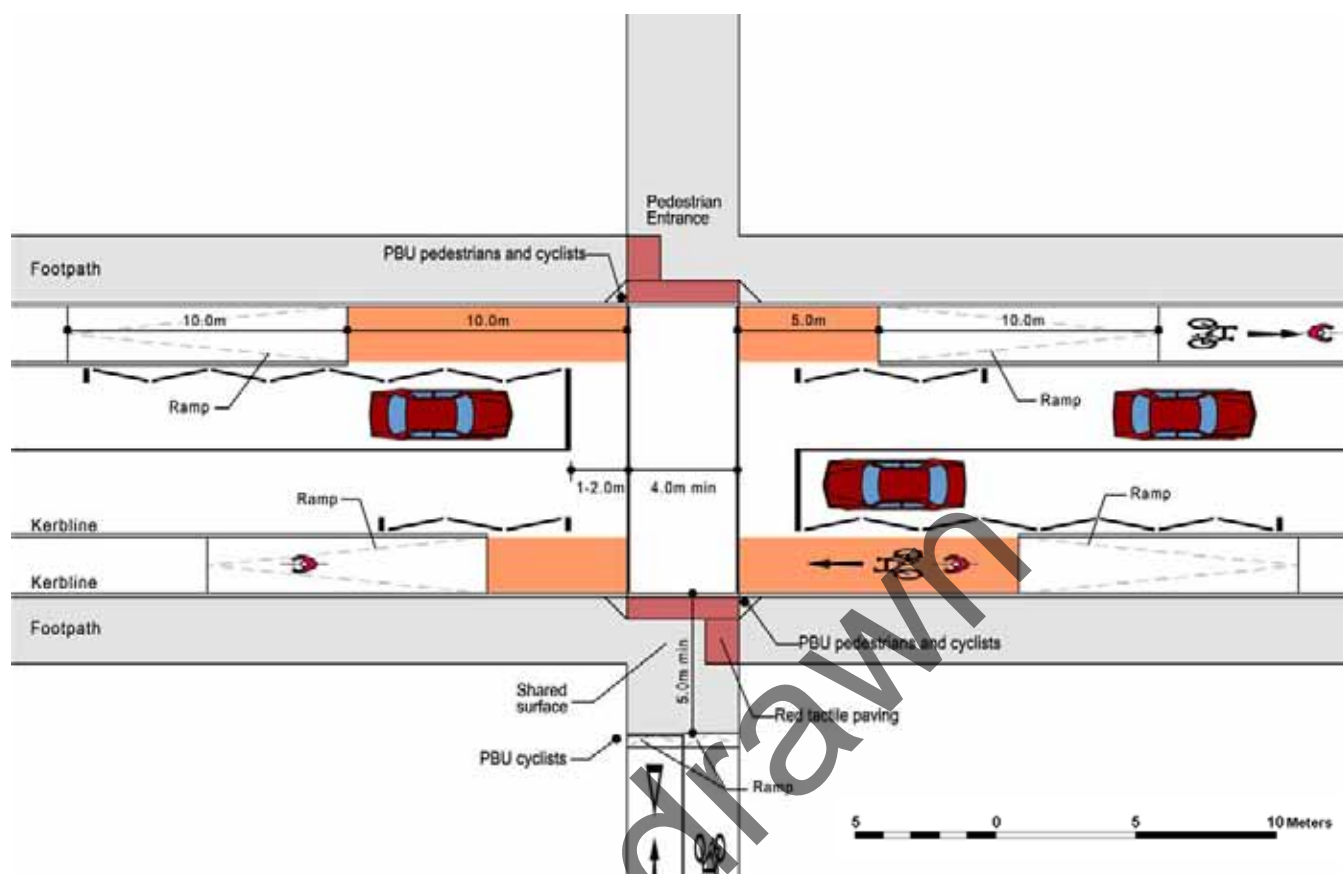 Pedestrian
Entrance
PBU pedestrians and cyclists
Footpath
10.0m
10.0m
5.0m
10.0m
Ramp
Ramp
1-2.0m
4.0m min
Ramp
Ramp
Kerbline
Kerbline
Footpath
PBU pedestrians and cyclists
5.0m min
Shared
surface
Red tactile paving
PBU cyclists
Ramp
5 0 5 10 Meters
drawn